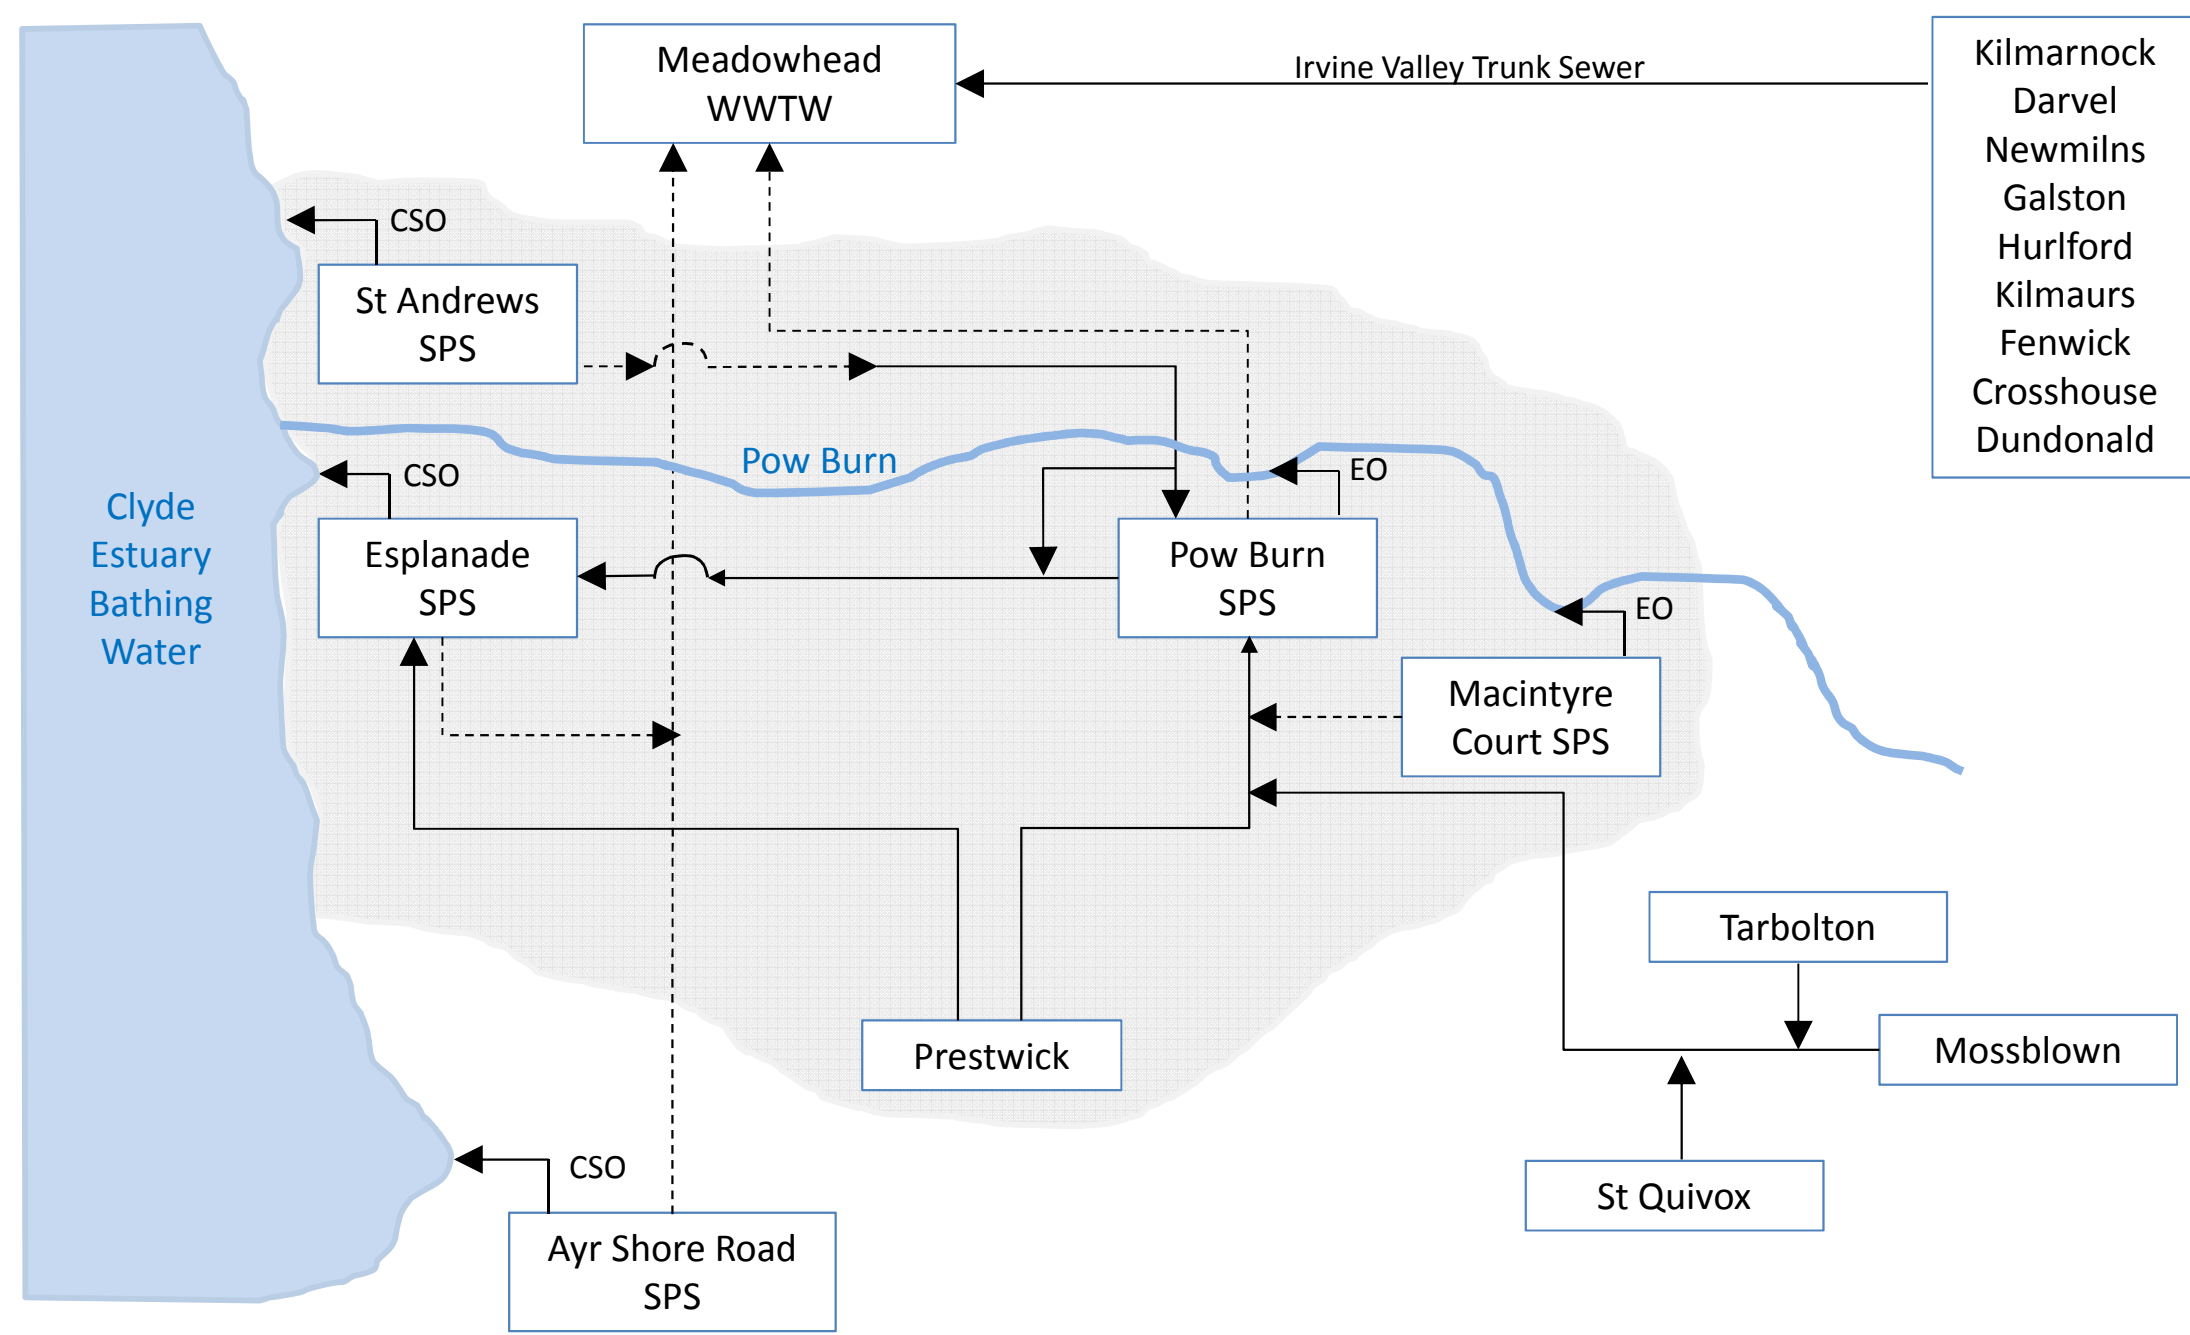 Meadowhead
WWTW
Irvine Valley Trunk Sewer
Kilmarnock
Darvel
Newmilns
Galston
Hurlford
Kilmaurs
Fenwick
Crosshouse
Dundonald
CSO
St Andrews
SPS
Pow Burn
CSO
EO
Clyde
Estuary
Bathing
Water
Esplanade
SPS
Pow Burn
SPS
EO
Macintyre
Court SPS
Tarbolton
Prestwick
Mossblown
CSO
St Quivox
Ayr Shore Road
SPS